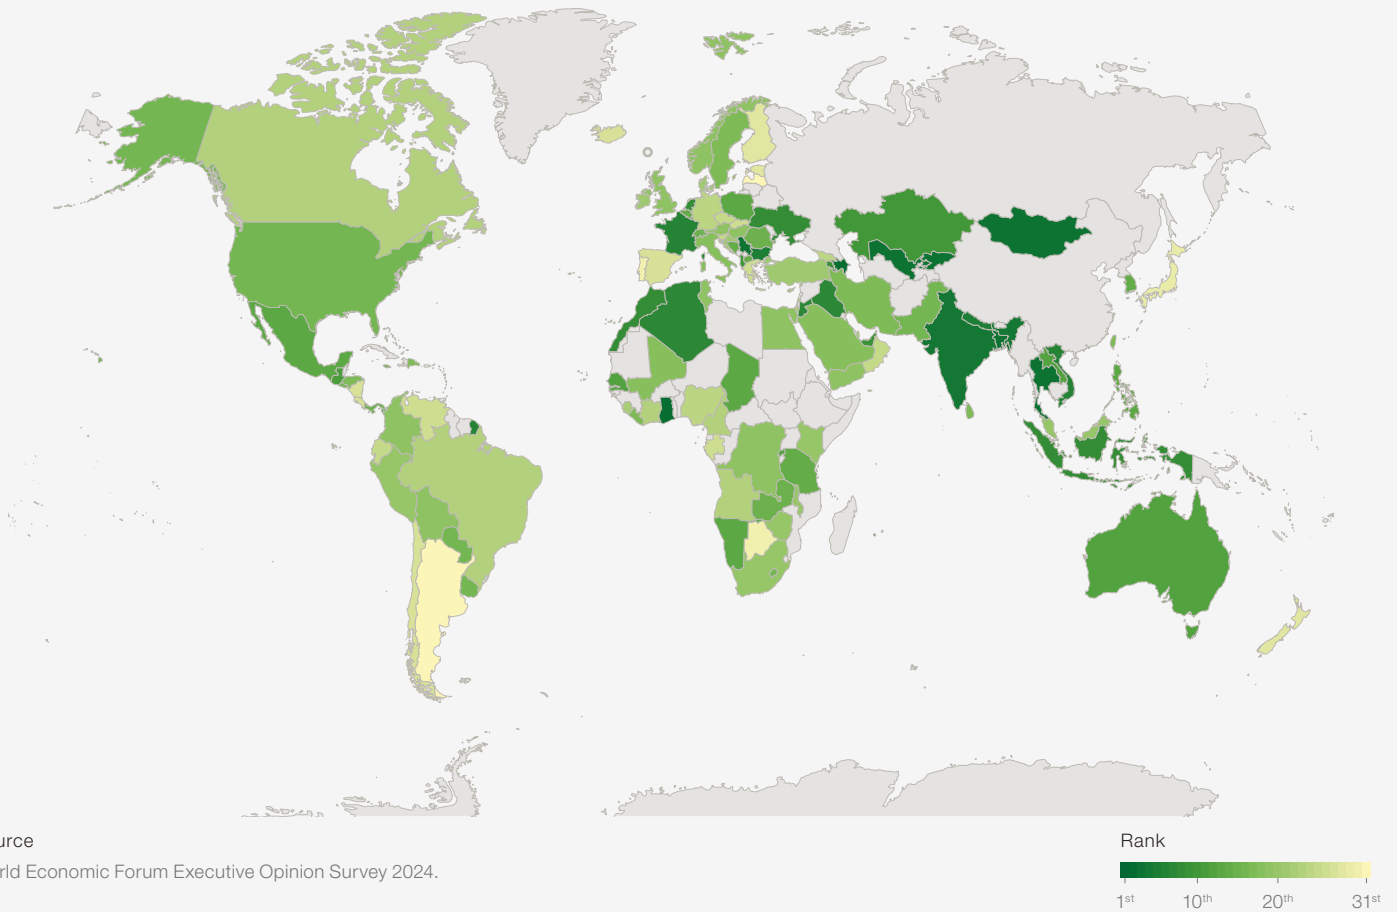 urce
rld Economic Forum Executive Opinion Survey 2024.
Rank
1st
10th
20th
31st